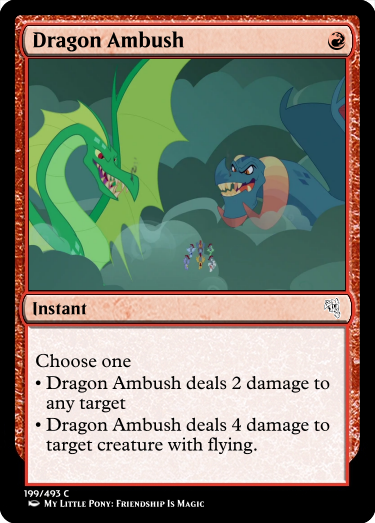 Dragon Ambush
Instant
Choose one
• Dragon Ambush deals 2 damage to
any target
• Dragon Ambush deals 4 damage to
target creature with flying.
199/493 C
My Little Pony: Friendship Is Magic